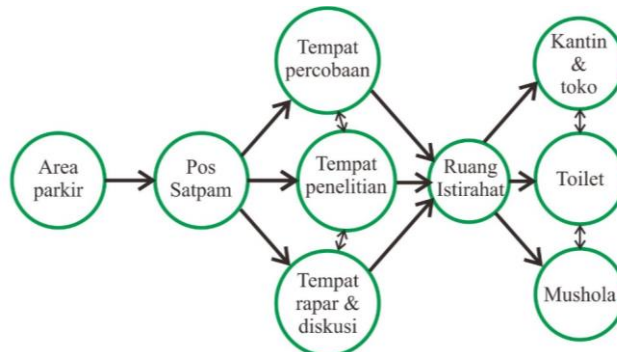 Area
parkir
Pos
Satpam
Tempat
percobaan
Tempat
penelitian
Tempat
rapar &
diskusi
Ruang
Istirahat
Kantin
&
toko
Toilet
Mushola